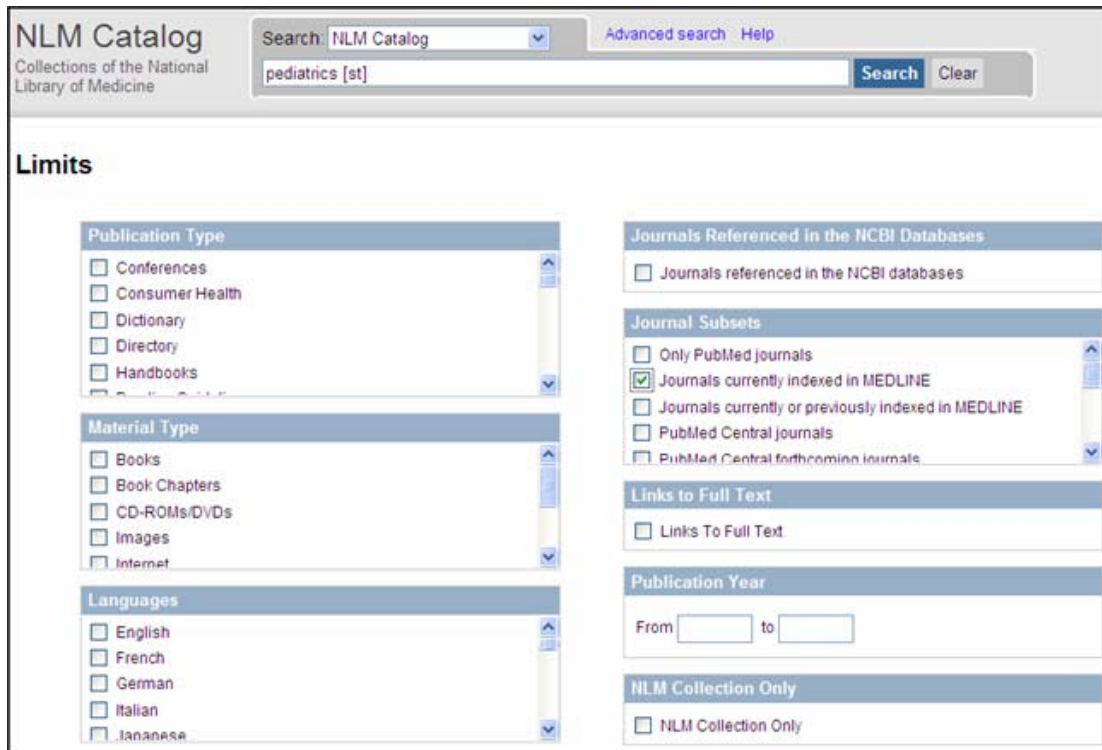 NLM Catalog
Collections of the National
Library of Medicine
Search: NLM Catalog
Advanced search Help
pediatrics [st]
Search Clear
Limits
Publication Type
Conferences
Consumer Health
Dictionary
Directory
Handbooks
Material Type
Books
Book Chapters
CD-ROMs/DVDs
Images
Internet
Languages
English
French
German
Italian
Japanese
Journals Referenced in the NCBI Databases
Journals referenced in the NCBI databases
Journal Subsets
Only PubMed journals
Journals currently indexed in MEDLINE
Journals currently or previously indexed in MEDLINE
PubMed Central journals
PubMed Central forthcoming journals
Links to Full Text
Links To Full Text
Publication Year
From to
NLM Collection Only
NLM Collection Only